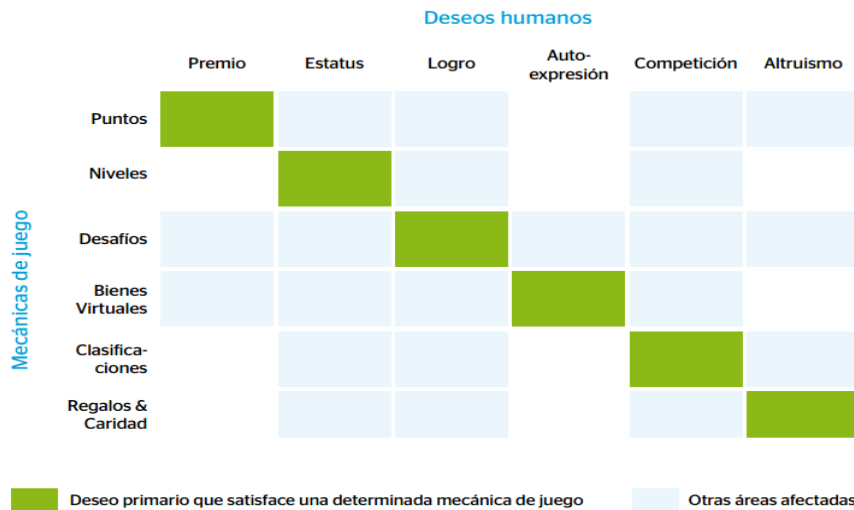 Deseos humanos
Premio
Estatus
Logro
Auto-
expresión
Competición
Altruismo
Mecánicas de juego
Puntos
Niveles
Desafíos
Bienes
Virtuales
Clasifica-
ciones
Regalos &
Caridad
Deseo primario que satisface una determinada mecánica de juego
Otras áreas afectadas